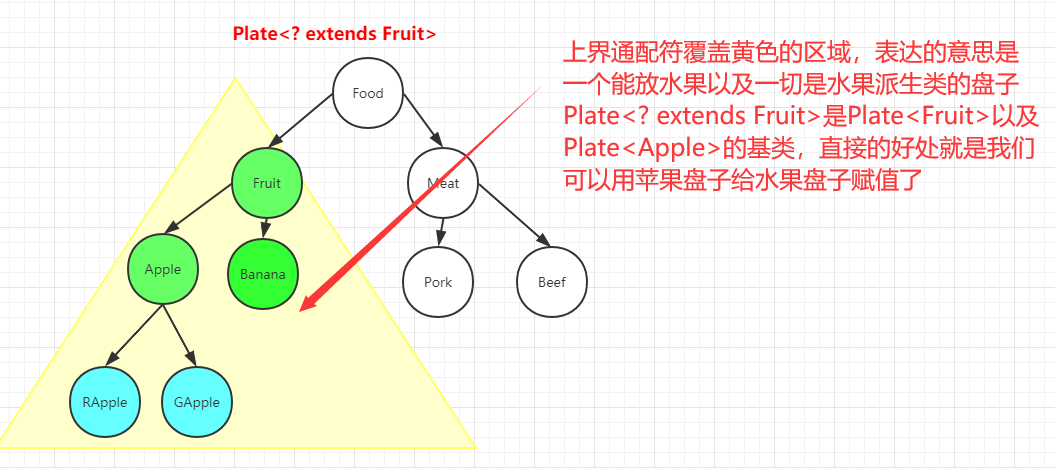 Plate<? extends Fruit>
上界通配符覆盖黄色的区域，表达的意思是
一个能放水果以及一切是水果派生类的盘子
Plate<? extends Fruit>是Plate<Fruit>以及
Plate<Apple>的基类，直接的好处就是我们
可以用苹果盘子给水果盘子赋值了
Food
Fruit
Meat
Apple
Banana
Pork
Beef
RApple
GApple